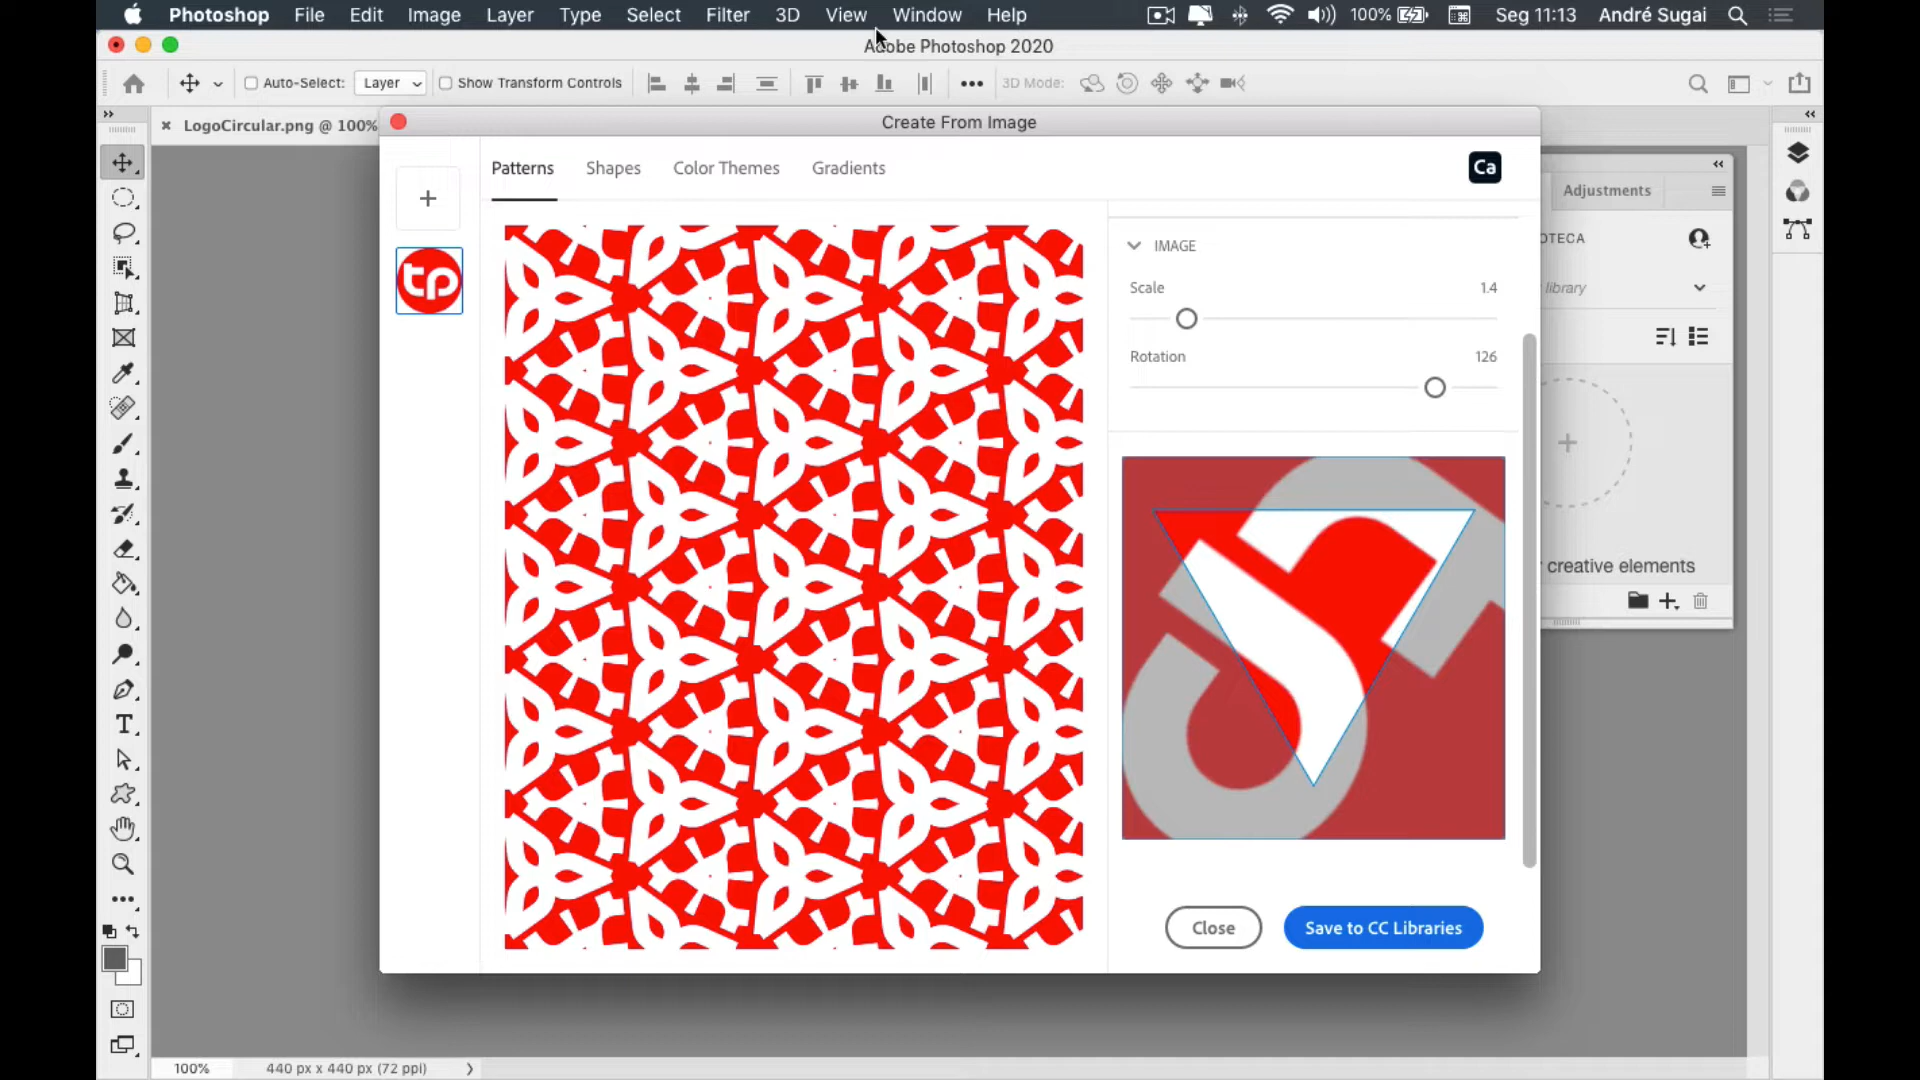 Photoshop File Edit Image Layer Type Select Filter 3D View Window Help 100% Seg 11:13 André Sugai
Adobe Photoshop 2020
Auto-Select: Layer Show Transform Controls 3D Mode:
LogoCircular.png @ 100%
Create From Image
Patterns Shapes Color Themes Gradients
Ca
Adjustments
tp
IMAGE
OTECA
Scale 1.4
library
Rotation 126
creative elements
Close Save to CC Libraries
100% 440 px x 440 px (72 ppi)